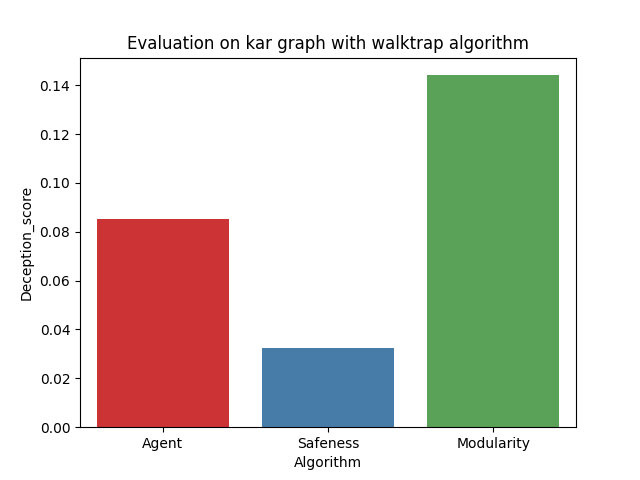 Evaluation on kar graph with walktrap algorithm
0.14
0.12
0.10
0.08
0.06
0.04
0.02
0.00
Deception_score
Agent
Safeness
Modularity
Algorithm